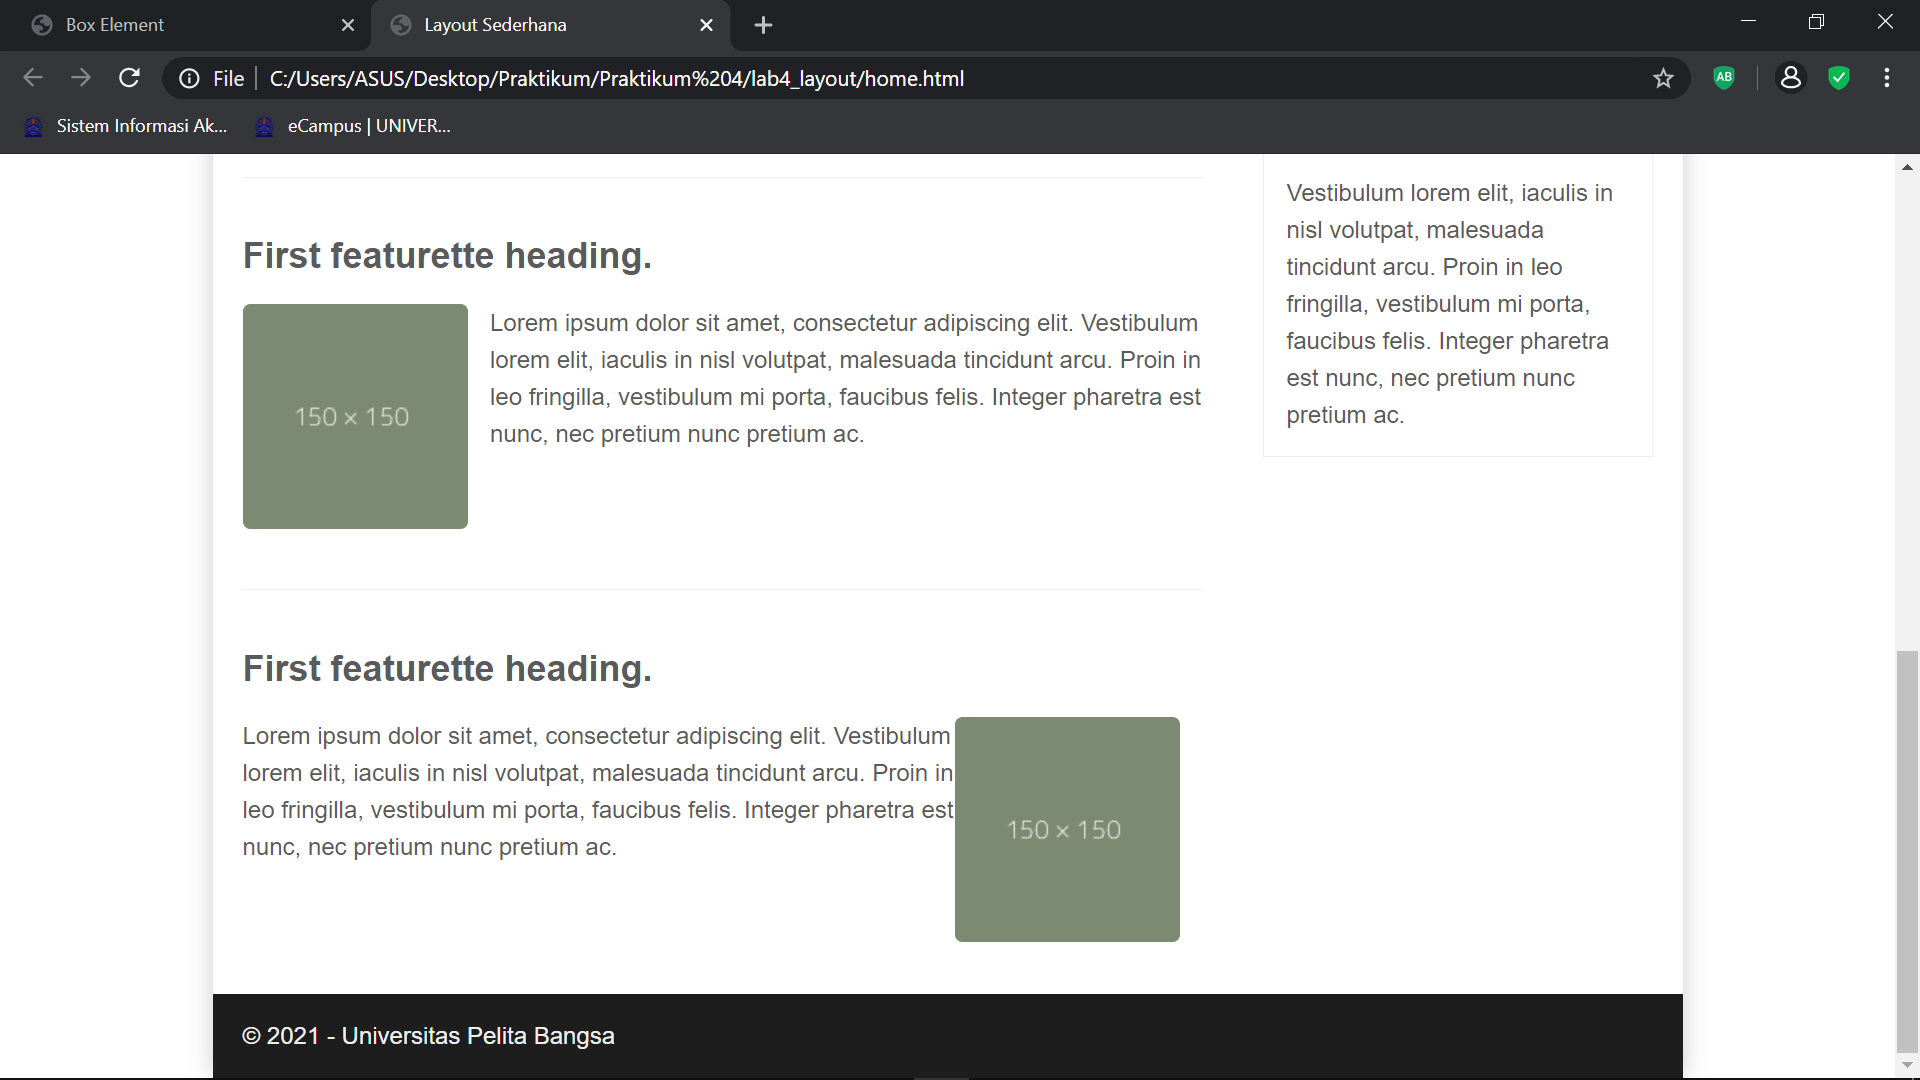 Box Element
Layout Sederhana
File
C:/Users/ASUS/Desktop/Praktikum/Praktikum%204/lab4_layout/home.html
AB
Sistem Informasi Ak...
eCampus | UNIVER...
First featurette heading.
150 × 150
Lorem ipsum dolor sit amet, consectetur adipiscing elit. Vestibulum
lorem elit, iaculis in nisl volutpat, malesuada tincidunt arcu. Proin in
leo fringilla, vestibulum mi porta, faucibus felis. Integer pharetra est
nunc, nec pretium nunc pretium ac.
First featurette heading.
Lorem ipsum dolor sit amet, consectetur adipiscing elit. Vestibulum
lorem elit, iaculis in nisl volutpat, malesuada tincidunt arcu. Proin in
leo fringilla, vestibulum mi porta, faucibus felis. Integer pharetra est
nunc, nec pretium nunc pretium ac.
150 × 150
Vestibulum lorem elit, iaculis in
nisl volutpat, malesuada
tincidunt arcu. Proin in leo
fringilla, vestibulum mi porta,
faucibus felis. Integer pharetra
est nunc, nec pretium nunc
pretium ac.
© 2021 - Universitas Pelita Bangsa